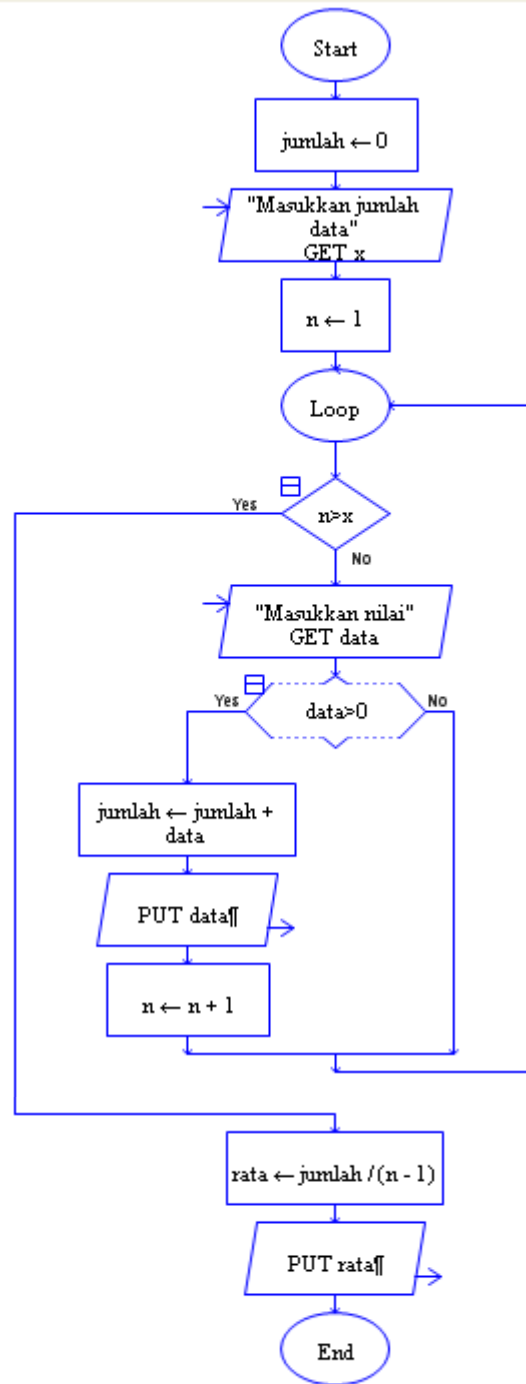 Start
jumlah ← 0
"Masukkan jumlah
data"
GET x
n ← 1
Loop
Yes
n>x
No
"Masukkan nilai"
GET data
Yes
data>0
No
jumlah ← jumlah +
data
PUT data¶
n ← n + 1
rata ← jumlah /(n - 1)
PUT rata¶
End